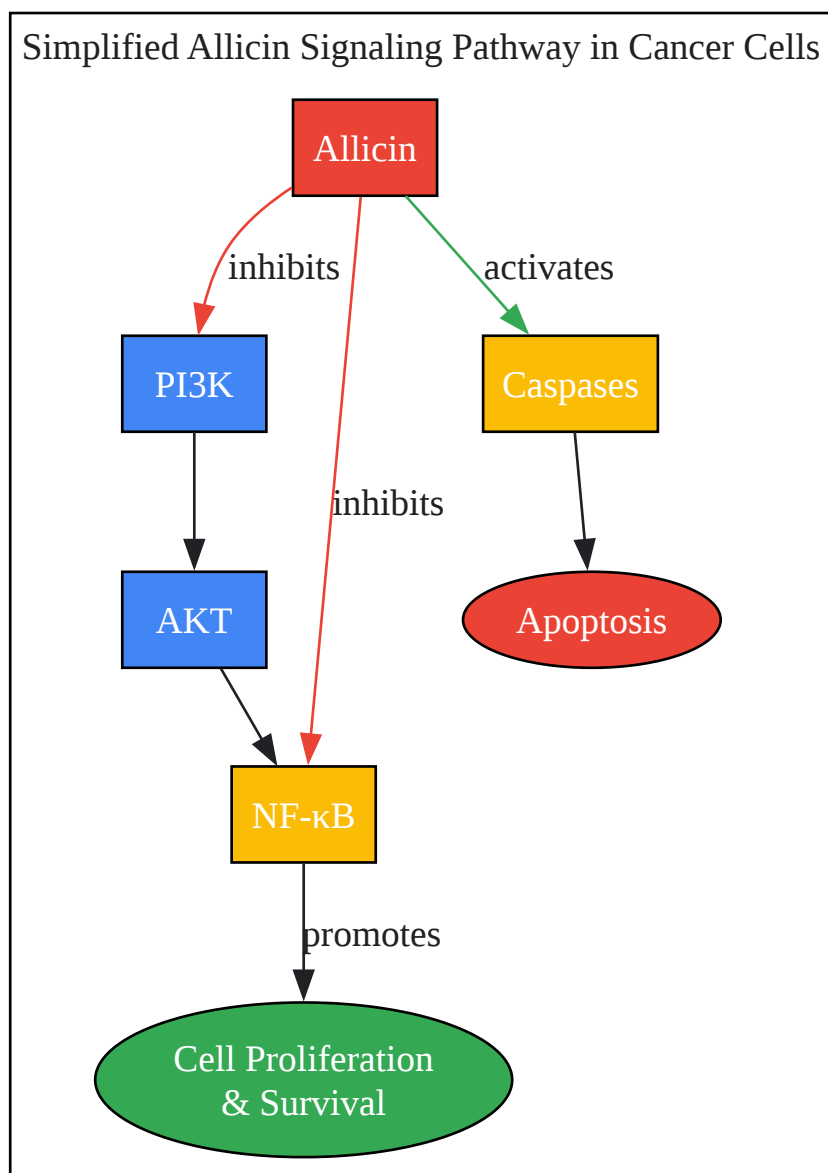 Simplified Allicin Signaling Pathway in Cancer Cells
Allicin
inhibits
activates
PI3K
Caspases
inhibits
AKT
Apoptosis
NF-κB
promotes
Cell Proliferation
& Survival